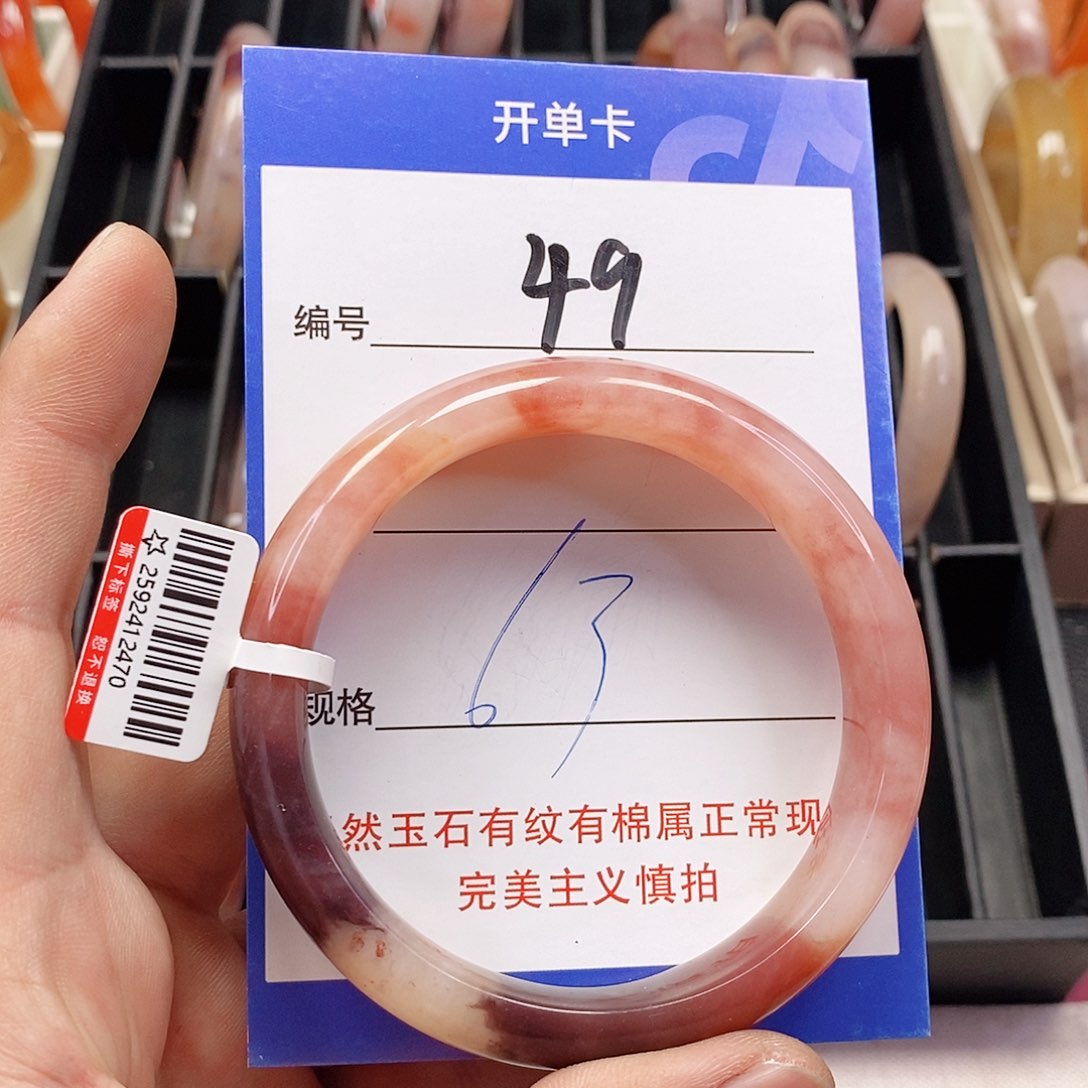 开单卡
编号 49
规格 63
然玉石有纹有棉属正常现
完美主义慎拍
☆ 2592412470
撕下标签 恕不退换